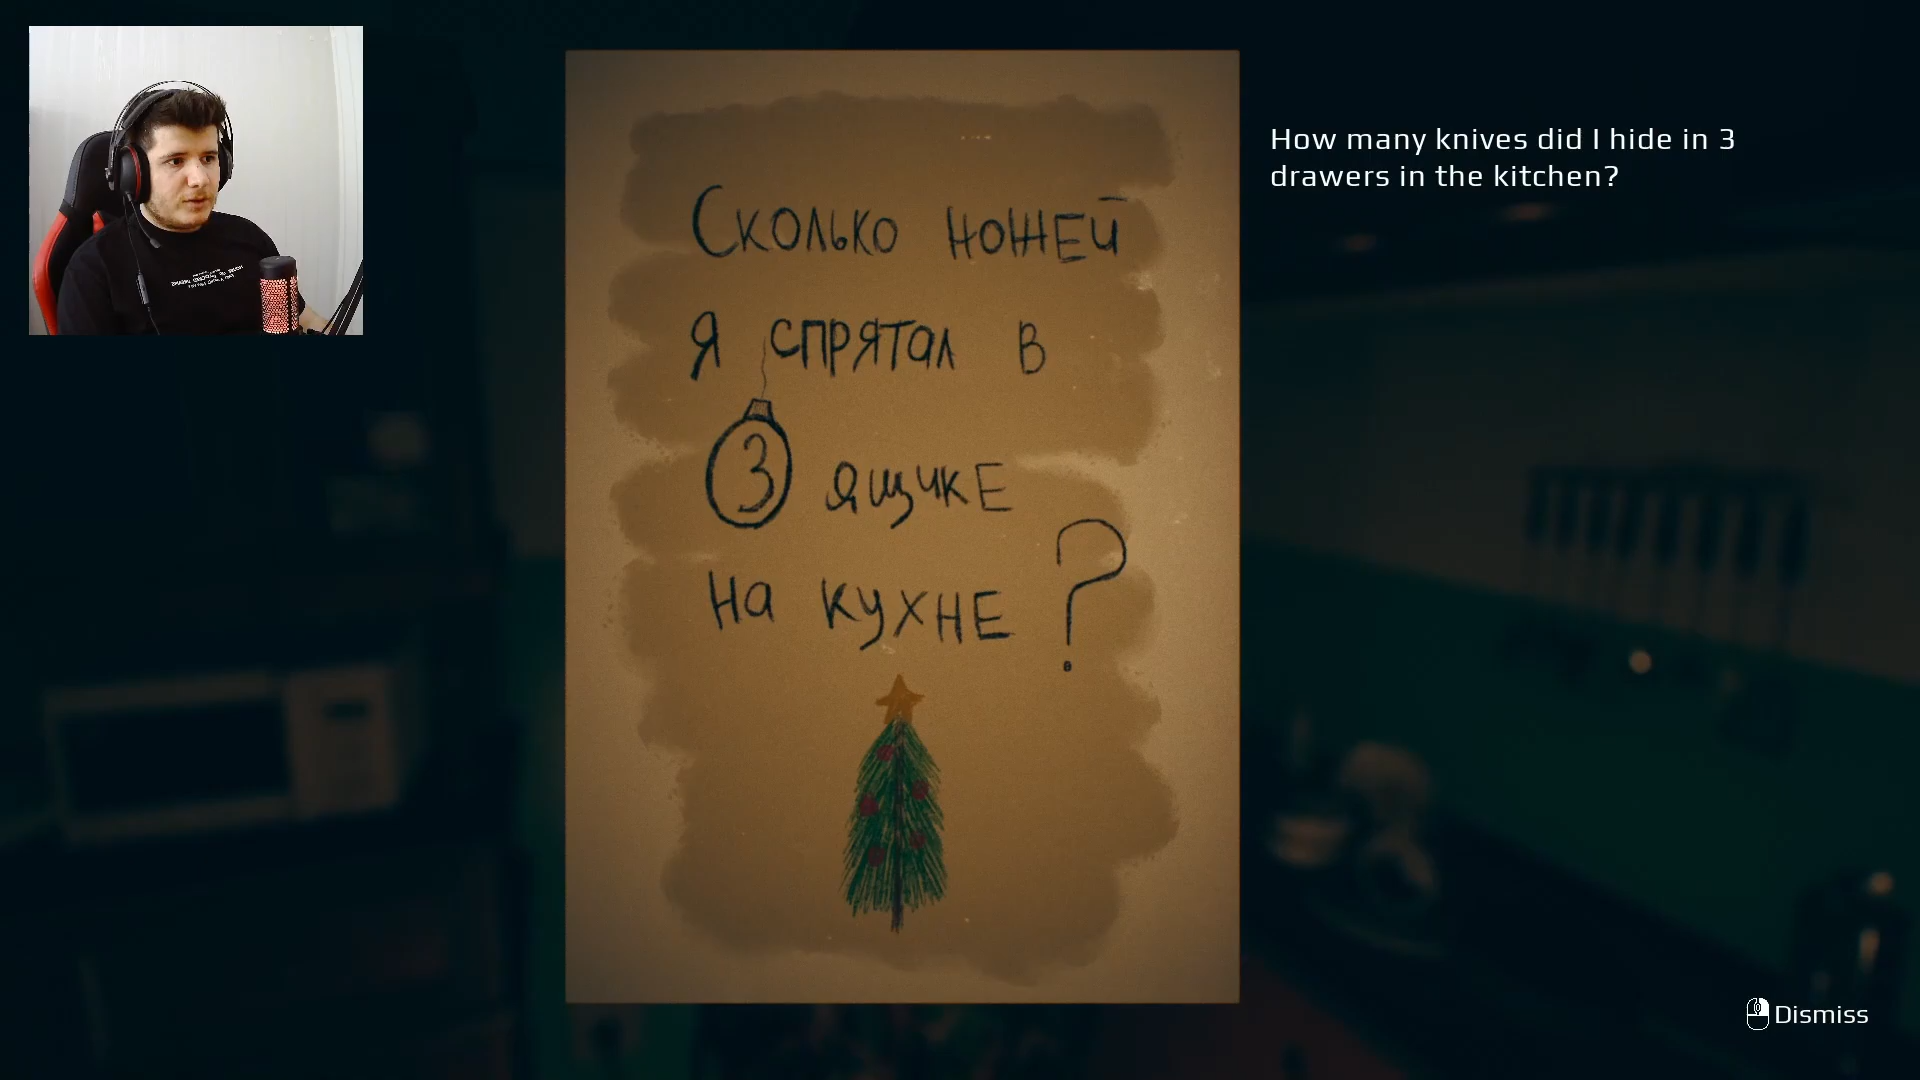 Сколько ножей
я спрятал в
3 ящике
на кухне?
How many knives did I hide in 3
drawers in the kitchen?
Dismiss